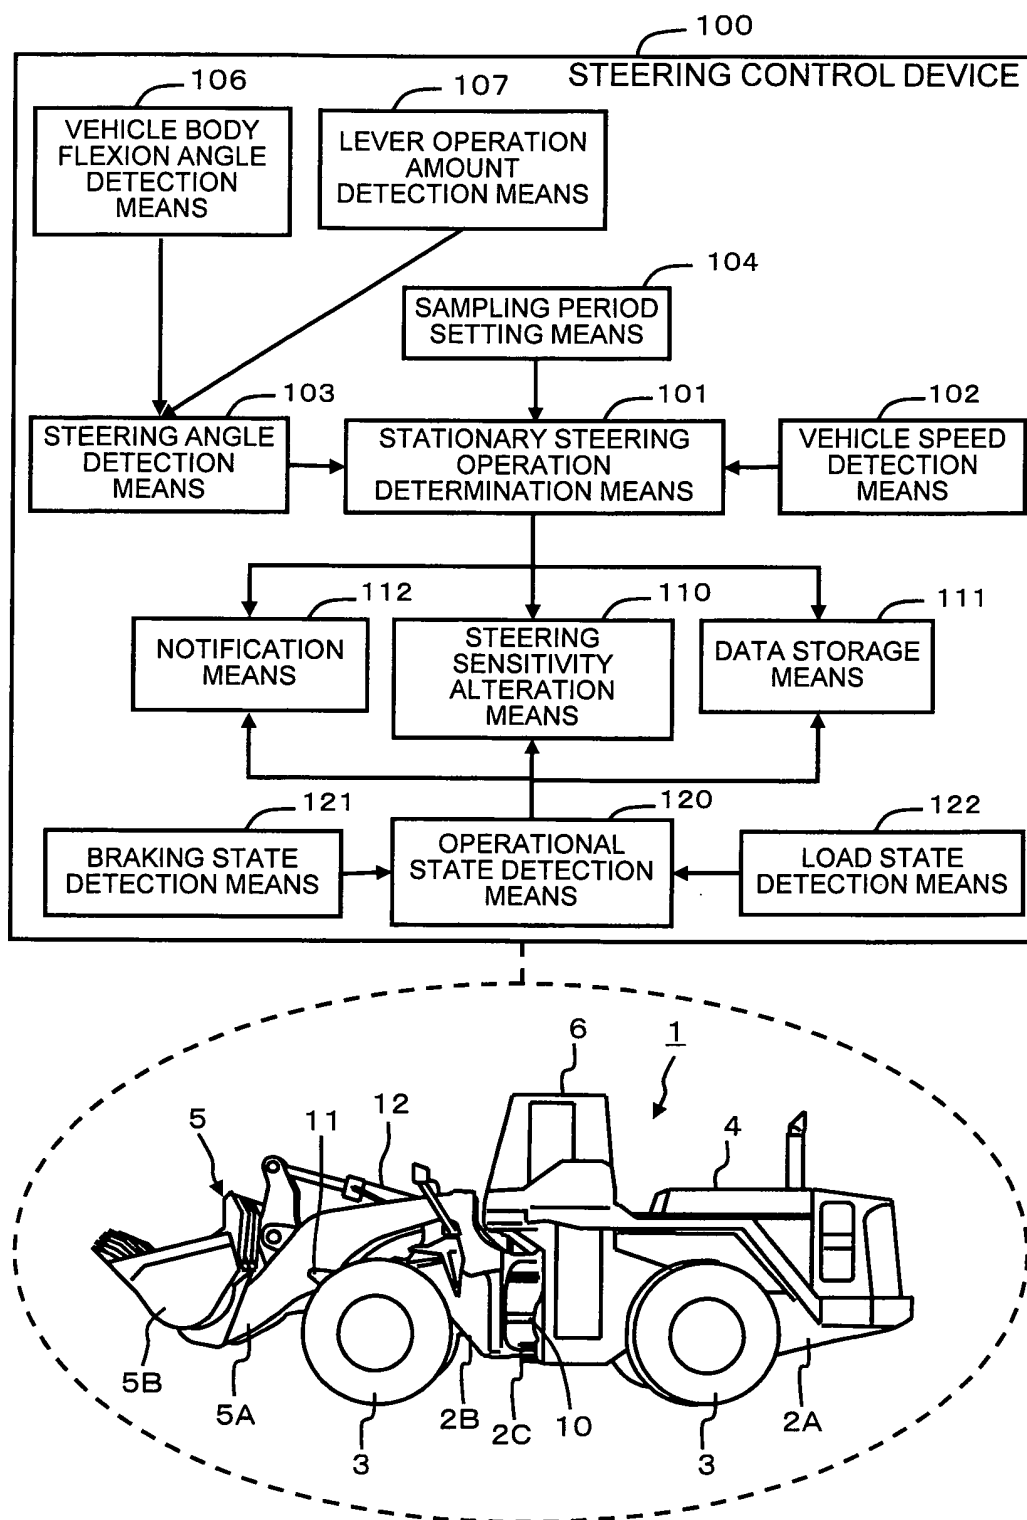 100
STEERING CONTROL DEVICE
106
107
VEHICLE BODY
FLEXION ANGLE
DETECTION
MEANS
LEVER OPERATION
AMOUNT
DETECTION MEANS
104
SAMPLING PERIOD
SETTING MEANS
103
101
102
STEERING ANGLE
DETECTION
MEANS
STATIONARY STEERING
OPERATION
DETERMINATION MEANS
VEHICLE SPEED
DETECTION
MEANS
112
110
111
NOTIFICATION
MEANS
STEERING
SENSITIVITY
ALTERATION
MEANS
DATA STORAGE
MEANS
121
120
122
BRAKING STATE
DETECTION MEANS
OPERATIONAL
STATE DETECTION
MEANS
LOAD STATE
DETECTION MEANS
6
1
5
11
12
4
5B
5A
3
2B
2C
10
3
2A